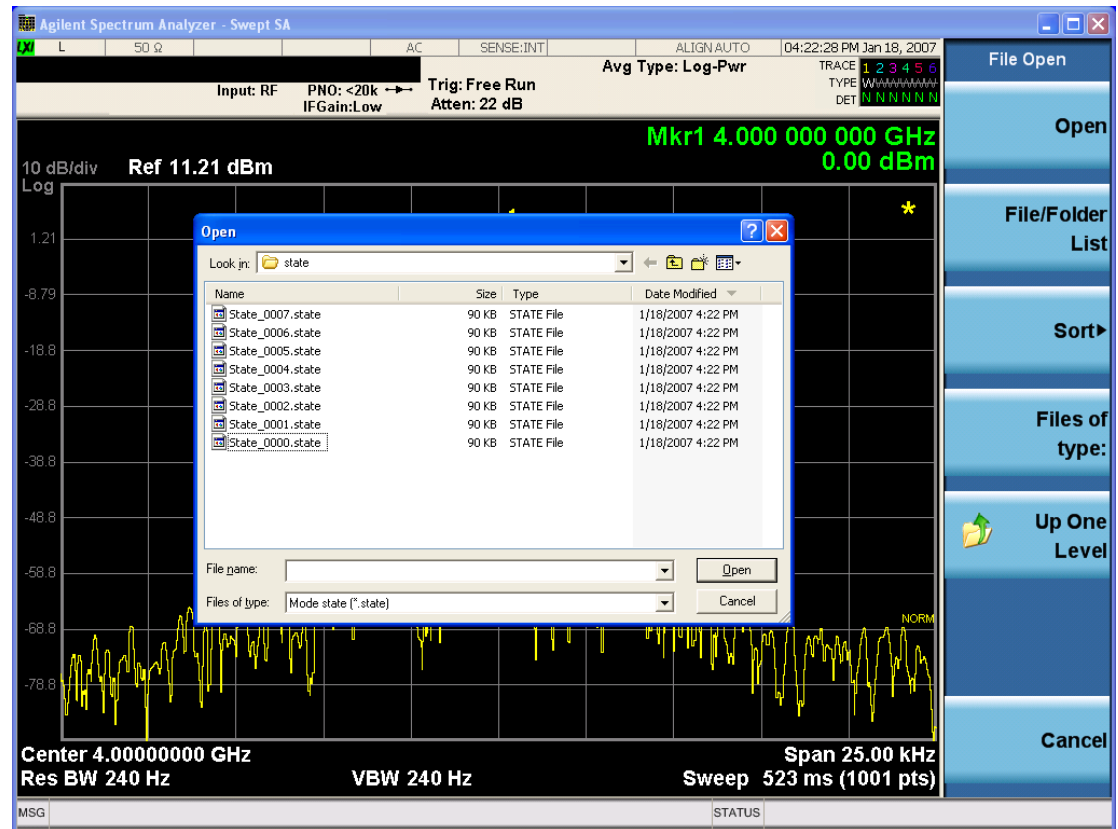 Agilent Spectrum Analyzer - Swept SA
LXI L 50 Ω AC SENSE:INT ALIGN AUTO 04:22:28 PM Jan 18, 2007
Input: RF PNO: <20k Trig: Free Run Avg Type: Log-Pwr TRACE 1 2 3 4 5 6
IFGain:Low Atten: 22 dB TYPE WWWWWW
DET N N N N N N
Mkr1 4.000 000 000 GHz
0.00 dBm
10 dB/div Ref 11.21 dBm
Log
1.21
-8.79
-18.8
-28.8
-38.8
-48.8
-58.8
-68.8
-78.8
Open
Look in: state
Name Size Type Date Modified
State_0007.state 90 KB STATE File 1/18/2007 4:22 PM
State_0006.state 90 KB STATE File 1/18/2007 4:22 PM
State_0005.state 90 KB STATE File 1/18/2007 4:22 PM
State_0004.state 90 KB STATE File 1/18/2007 4:22 PM
State_0003.state 90 KB STATE File 1/18/2007 4:22 PM
State_0002.state 90 KB STATE File 1/18/2007 4:22 PM
State_0001.state 90 KB STATE File 1/18/2007 4:22 PM
State_0000.state 90 KB STATE File 1/18/2007 4:22 PM
File name: Open
Files of type: Mode state (*.state) Cancel
NORM
Center 4.00000000 GHz Span 25.00 kHz
Res BW 240 Hz VBW 240 Hz Sweep 523 ms (1001 pts)
MSG STATUS
File Open
Open
File/Folder
List
Sort
Files of
type:
Up One
Level
Cancel